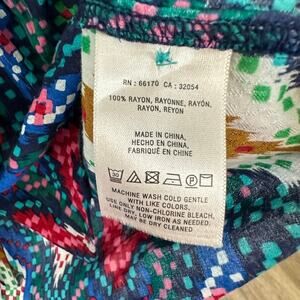 RN : 66170 CA : 32054
100% RAYON, RAYONNE, RAYÓN,
RAYON, REYON
MADE IN CHINA,
HECHO EN CHINA,
FABRIQUÉ EN CHINE
30
MACHINE WASH COLD GENTLE
WITH LIKE COLORS,
USE ONLY NON-CHLORINE BLEACH,
LINE DRY, LOW IRON AS NEEDED.
MAY BE DRY CLEANED